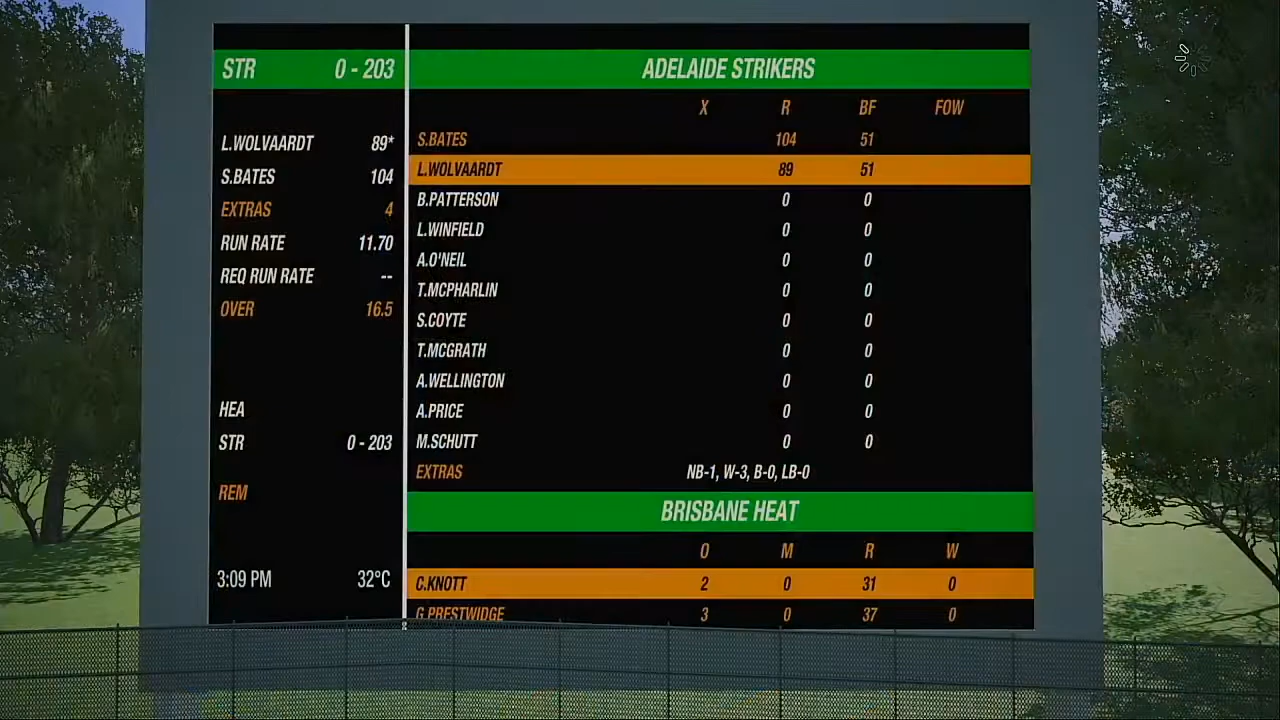 STR 0 - 203
L.WOLVAARDT 89*
S.BATES 104
EXTRAS 4
RUN RATE 11.70
REQ RUN RATE --
OVER 16.5
HEA
STR 0 - 203
REM
3:09 PM 32°C
ADELAIDE STRIKERS
X R BF FOW
S.BATES 104 51
L.WOLVAARDT 89 51
B.PATTERSON 0 0
L.WINFIELD 0 0
A.O'NEIL 0 0
T.MCPHARLIN 0 0
S.COYTE 0 0
T.MCGRATH 0 0
A.WELLINGTON 0 0
A.PRICE 0 0
M.SCHUTT 0 0
EXTRAS NB-1, W-3, B-0, LB-0
BRISBANE HEAT
O M R W
C.KNOTT 2 0 31 0
G.PRESTWIDGE 3 0 37 0